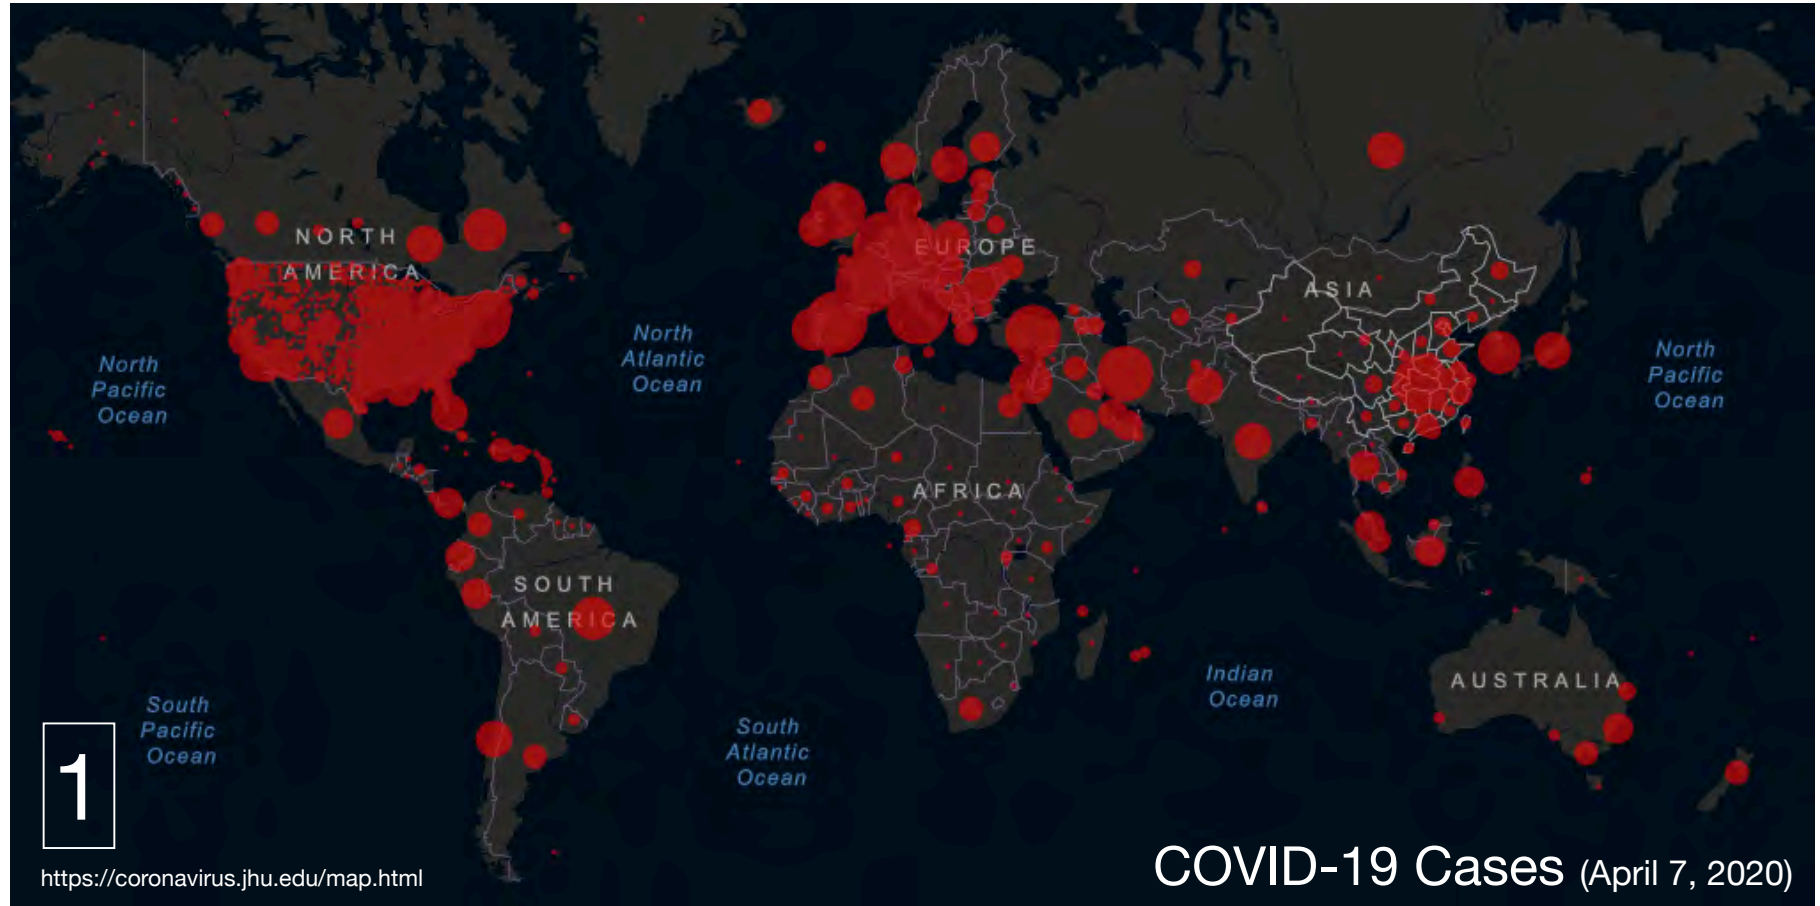 NORTH
AMERICA
EUROPE
ASIA
North
Pacific
Ocean
North
Atlantic
Ocean
North
Pacific
Ocean
AFRICA
SOUTH
AMERICA
Indian
Ocean
AUSTRALIA
South
Pacific
Ocean
South
Atlantic
Ocean
1
https://coronavirus.jhu.edu/map.html
COVID-19 Cases (April 7, 2020)